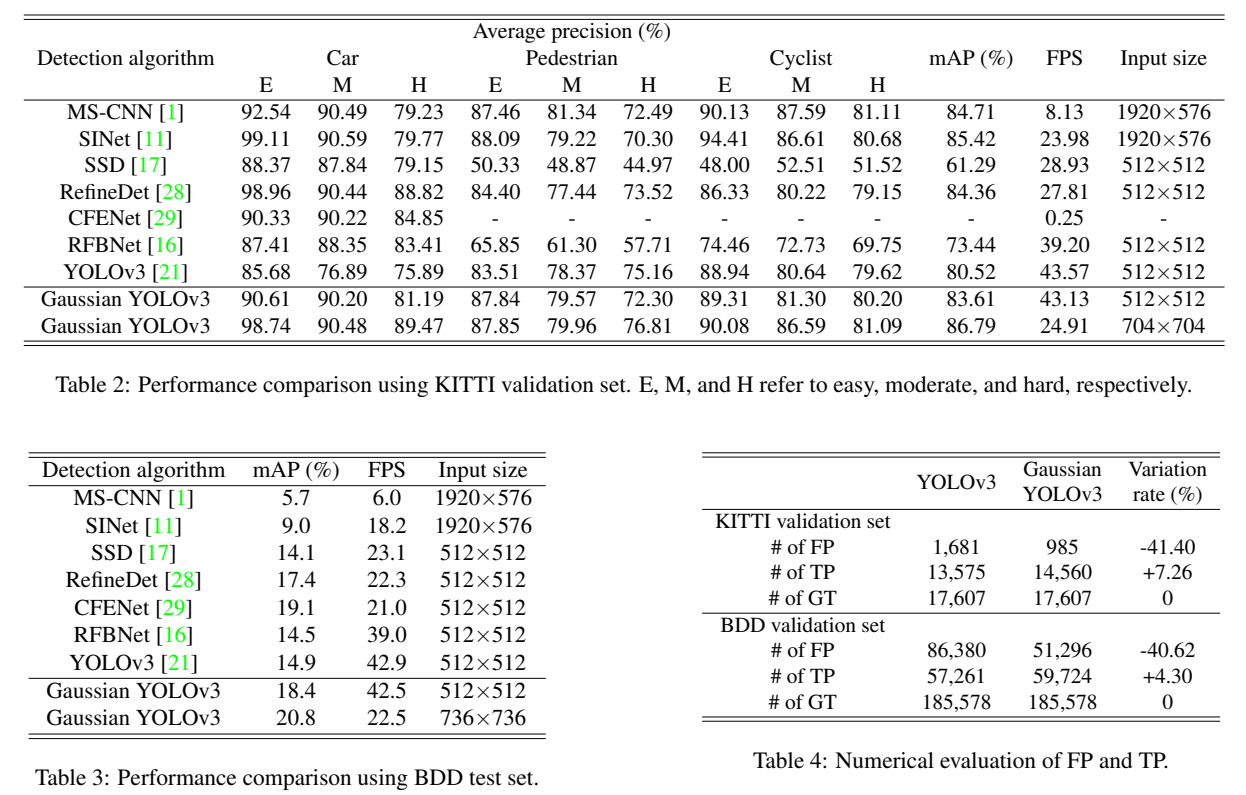 Average precision (%)
Detection algorithm Car Pedestrian Cyclist mAP (%) FPS Input size
E M H E M H E M H
MS-CNN [1] 92.54 90.49 79.23 87.46 81.34 72.49 90.13 87.59 81.11 84.71 8.13 1920×576
SINet [11] 99.11 90.59 79.77 88.09 79.22 70.30 94.41 86.61 80.68 85.42 23.98 1920×576
SSD [17] 88.37 87.84 79.15 50.33 48.87 44.97 48.00 52.51 51.52 61.29 28.93 512×512
RefineDet [28] 98.96 90.44 88.82 84.40 77.44 73.52 86.33 80.22 79.15 84.36 27.81 512×512
CFENet [29] 90.33 90.22 84.85 - - - - - - - 0.25 -
RFBNet [16] 87.41 88.35 83.41 65.85 61.30 57.71 74.46 72.73 69.75 73.44 39.20 512×512
YOLOv3 [21] 85.68 76.89 75.89 83.51 78.37 75.16 88.94 80.64 79.62 80.52 43.57 512×512
Gaussian YOLOv3 90.61 90.20 81.19 87.84 79.57 72.30 89.31 81.30 80.20 83.61 43.13 512×512
Gaussian YOLOv3 98.74 90.48 89.47 87.85 79.96 76.81 90.08 86.59 81.09 86.79 24.91 704×704
Table 2: Performance comparison using KITTI validation set. E, M, and H refer to easy, moderate, and hard, respectively.
Detection algorithm mAP (%) FPS Input size
MS-CNN [1] 5.7 6.0 1920×576
SINet [11] 9.0 18.2 1920×576
SSD [17] 14.1 23.1 512×512
RefineDet [28] 17.4 22.3 512×512
CFENet [29] 19.1 21.0 512×512
RFBNet [16] 14.5 39.0 512×512
YOLOv3 [21] 14.9 42.9 512×512
Gaussian YOLOv3 18.4 42.5 512×512
Gaussian YOLOv3 20.8 22.5 736×736
Table 3: Performance comparison using BDD test set.
YOLOv3 Gaussian YOLOv3 Variation rate (%)
KITTI validation set
# of FP 1,681 985 -41.40
# of TP 13,575 14,560 +7.26
# of GT 17,607 17,607 0
BDD validation set
# of FP 86,380 51,296 -40.62
# of TP 57,261 59,724 +4.30
# of GT 185,578 185,578 0
Table 4: Numerical evaluation of FP and TP.